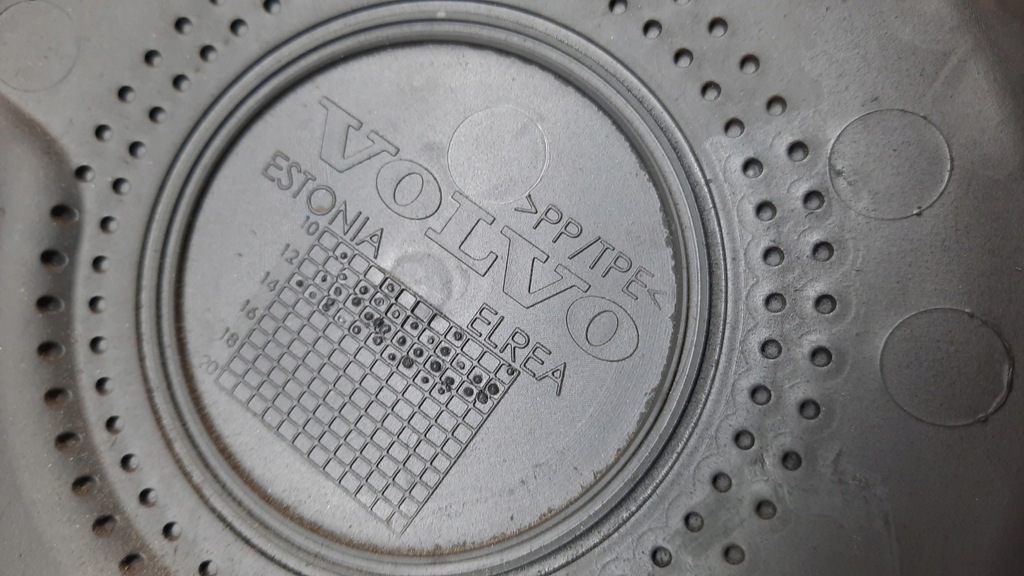 VOLVO
>PP/TPE<
ESTONIA ELREA
10
12
14
16
18
20